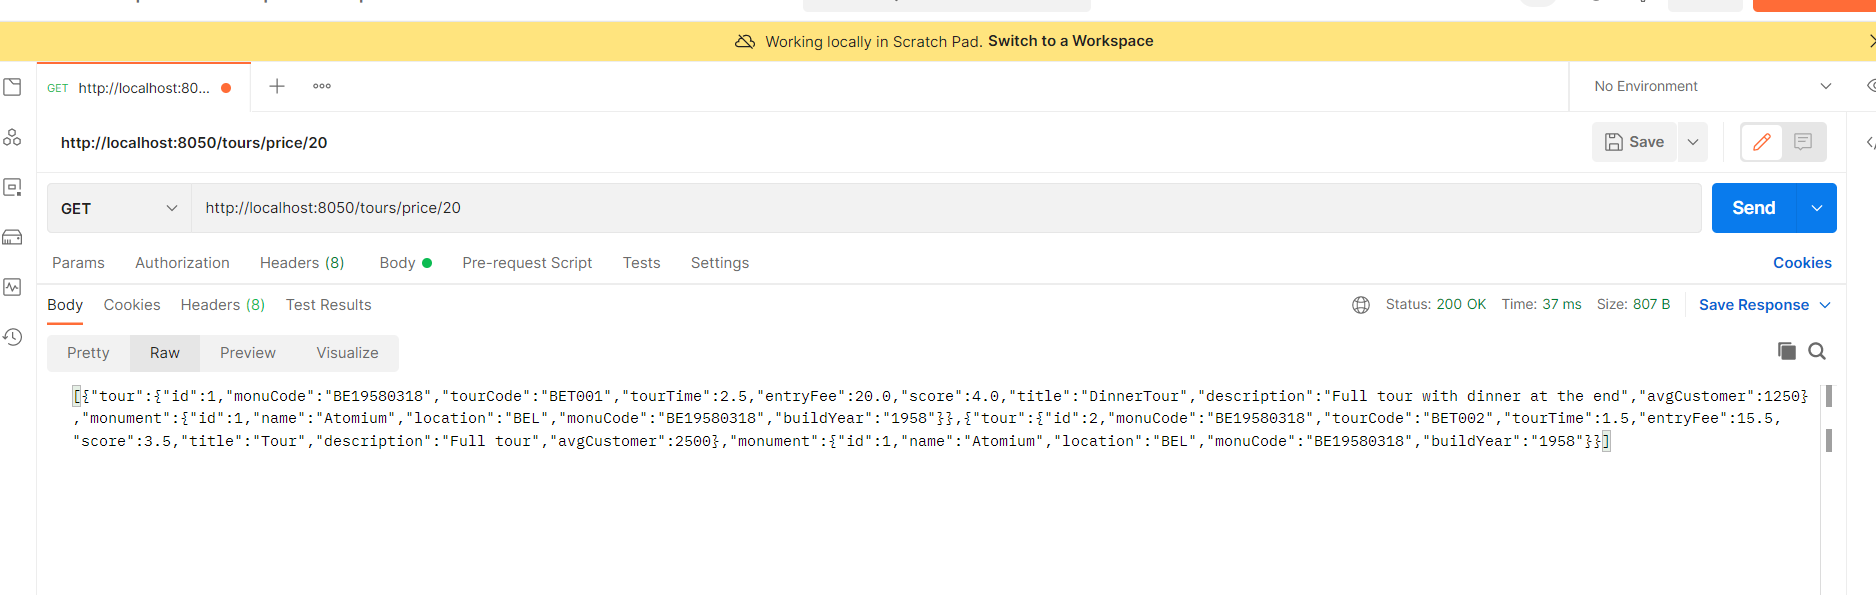 Working locally in Scratch Pad. Switch to a Workspace
GET http://localhost:80...
No Environment
http://localhost:8050/tours/price/20
Save
GET http://localhost:8050/tours/price/20
Send
Params Authorization Headers (8) Body Pre-request Script Tests Settings
Cookies
Body Cookies Headers (8) Test Results
Status: 200 OK Time: 37 ms Size: 807 B Save Response
Pretty Raw Preview Visualize
[{"tour":{"id":1,"monuCode":"BE19580318","tourCode":"BET001","tourTime":2.5,"entryFee":20.0,"score":4.0,"title":"DinnerTour","description":"Full tour with dinner at the end","avgCustomer":1250}
,"monument":{"id":1,"name":"Atomium","location":"BEL","monuCode":"BE19580318","buildYear":"1958"}},{"tour":{"id":2,"monuCode":"BE19580318","tourCode":"BET002","tourTime":1.5,"entryFee":15.5,
"score":3.5,"title":"Tour","description":"Full tour","avgCustomer":2500},"monument":{"id":1,"name":"Atomium","location":"BEL","monuCode":"BE19580318","buildYear":"1958"}}]